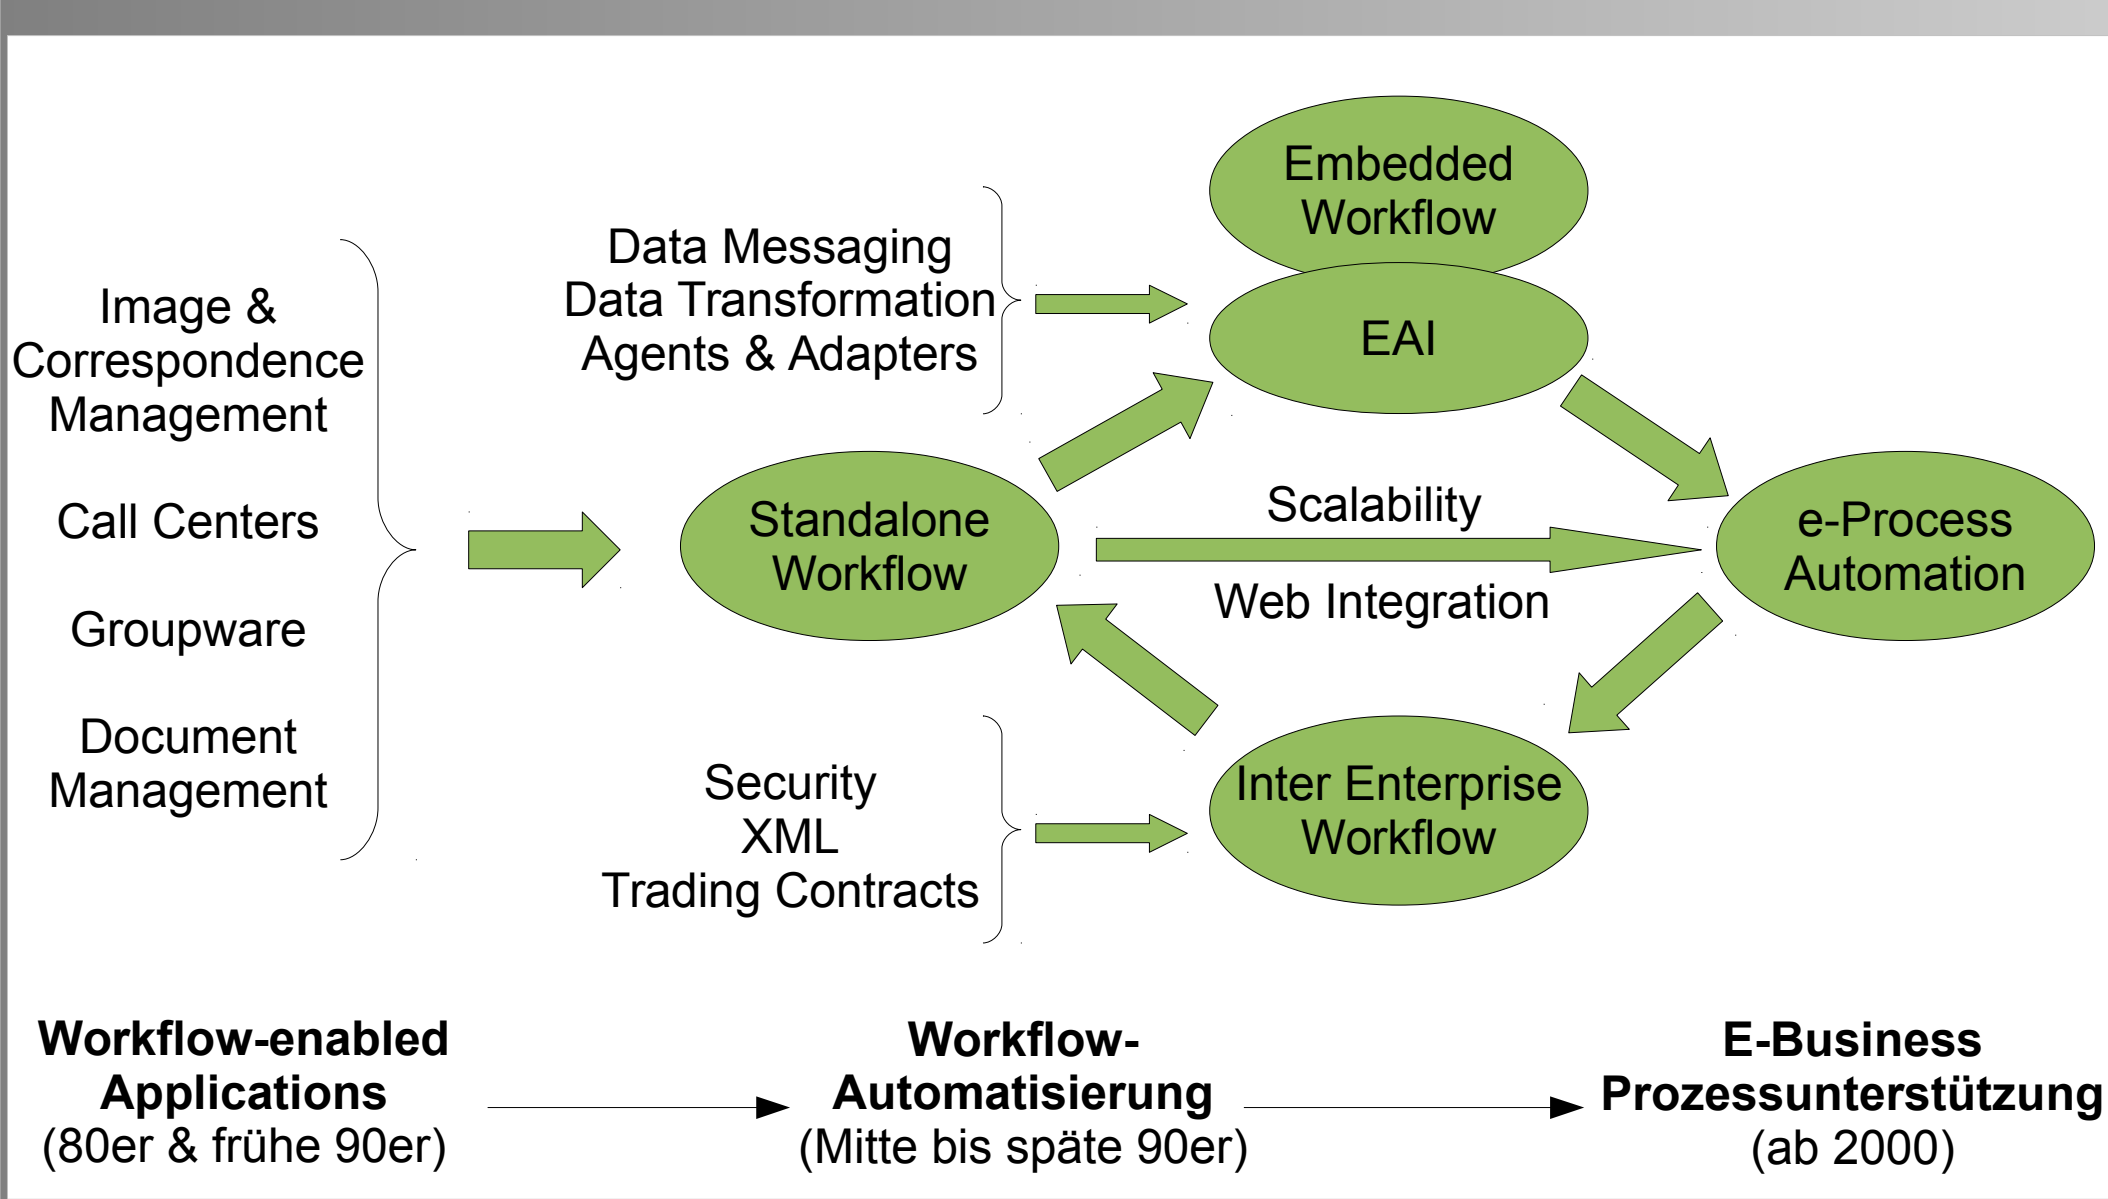 Image &
Correspondence
Management
Call Centers
Groupware
Document
Management
Data Messaging
Data Transformation
Agents & Adapters
Embedded
Workflow
EAI
Standalone
Workflow
Scalability
Web Integration
e-Process
Automation
Security
XML
Trading Contracts
Inter Enterprise
Workflow
Workflow-enabled
Applications
(80er & frühe 90er)
Workflow-
Automatisierung
(Mitte bis späte 90er)
E-Business
Prozessunterstützung
(ab 2000)